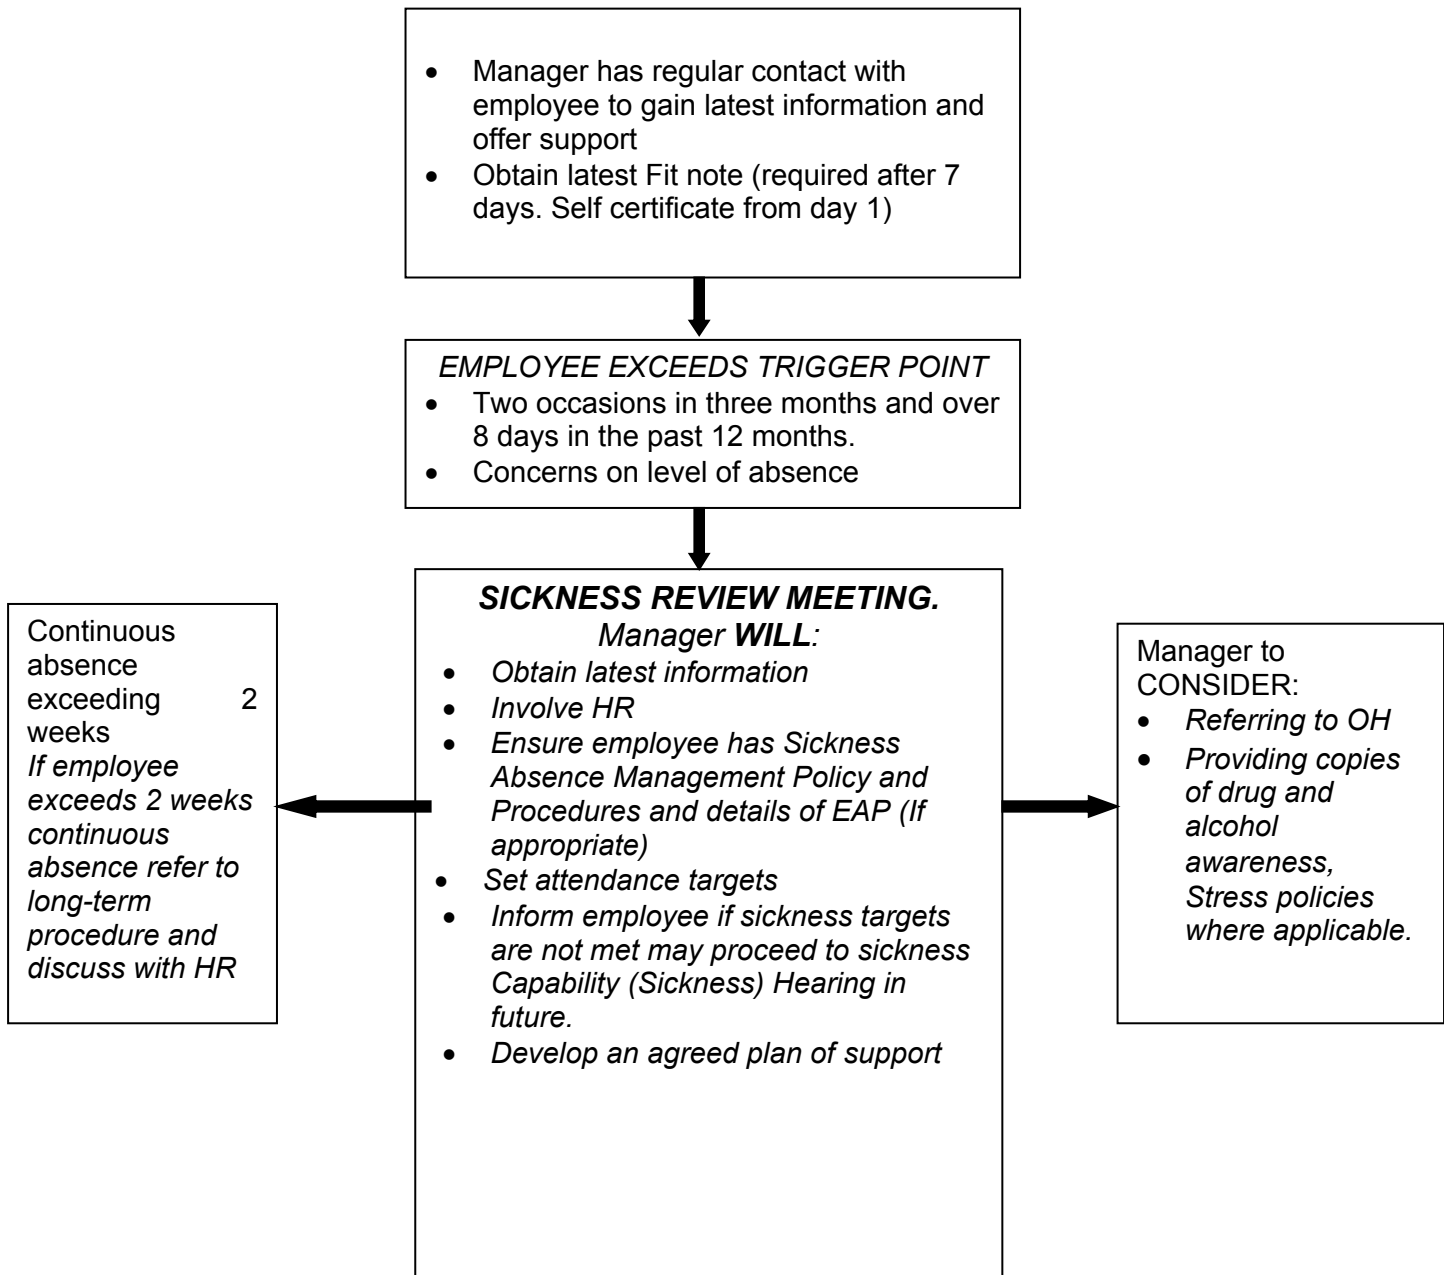 • Manager has regular contact with
employee to gain latest information and
offer support
• Obtain latest Fit note (required after 7
days. Self certificate from day 1)
EMPLOYEE EXCEEDS TRIGGER POINT
• Two occasions in three months and over
8 days in the past 12 months.
• Concerns on level of absence
Continuous
absence
exceeding 2
weeks
If employee
exceeds 2 weeks
continuous
absence refer to
long-term
procedure and
discuss with HR
SICKNESS REVIEW MEETING.
Manager WILL:
• Obtain latest information
• Involve HR
• Ensure employee has Sickness
Absence Management Policy and
Procedures and details of EAP (If
appropriate)
• Set attendance targets
• Inform employee if sickness targets
are not met may proceed to sickness
Capability (Sickness) Hearing in
future.
• Develop an agreed plan of support
Manager to
CONSIDER:
• Referring to OH
• Providing copies
of drug and
alcohol
awareness,
Stress policies
where applicable.